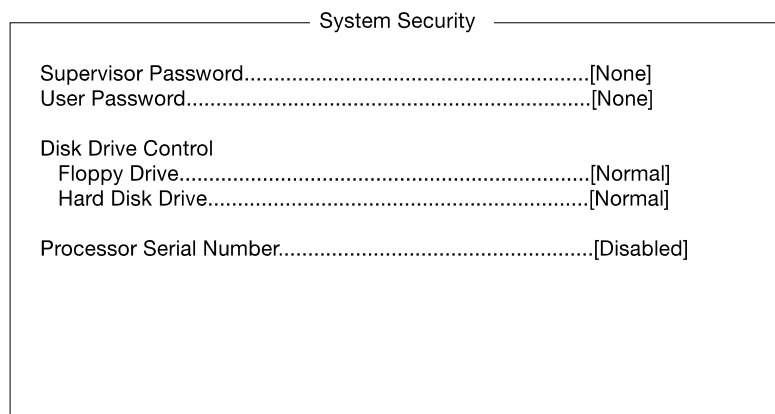 System Security
Supervisor Password..........................................................[None]
User Password....................................................................[None]
Disk Drive Control
Floppy Drive.....................................................................[Normal]
Hard Disk Drive................................................................[Normal]
Processor Serial Number.....................................................[Disabled]